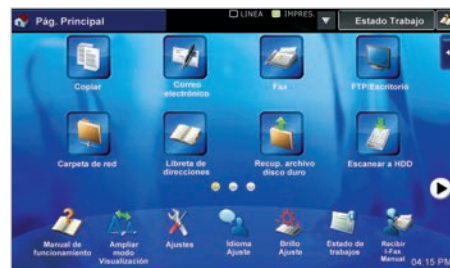 Pág. Principal
LINEA
IMPRES.
Estado Trabajo
Copiar
Correo
electrónico
Fax
FTP/Escritorio
Carpeta de red
Libreta de
direcciones
Recup. archivo
disco duro
Escanear a HDD
Manual de
funcionamiento
Ampliar
modo
Visualización
Ajustes
Idioma
Ajuste
Brillo
Ajuste
Estado de
trabajos
Recibir
I-Fax
Manual
04:15 PM